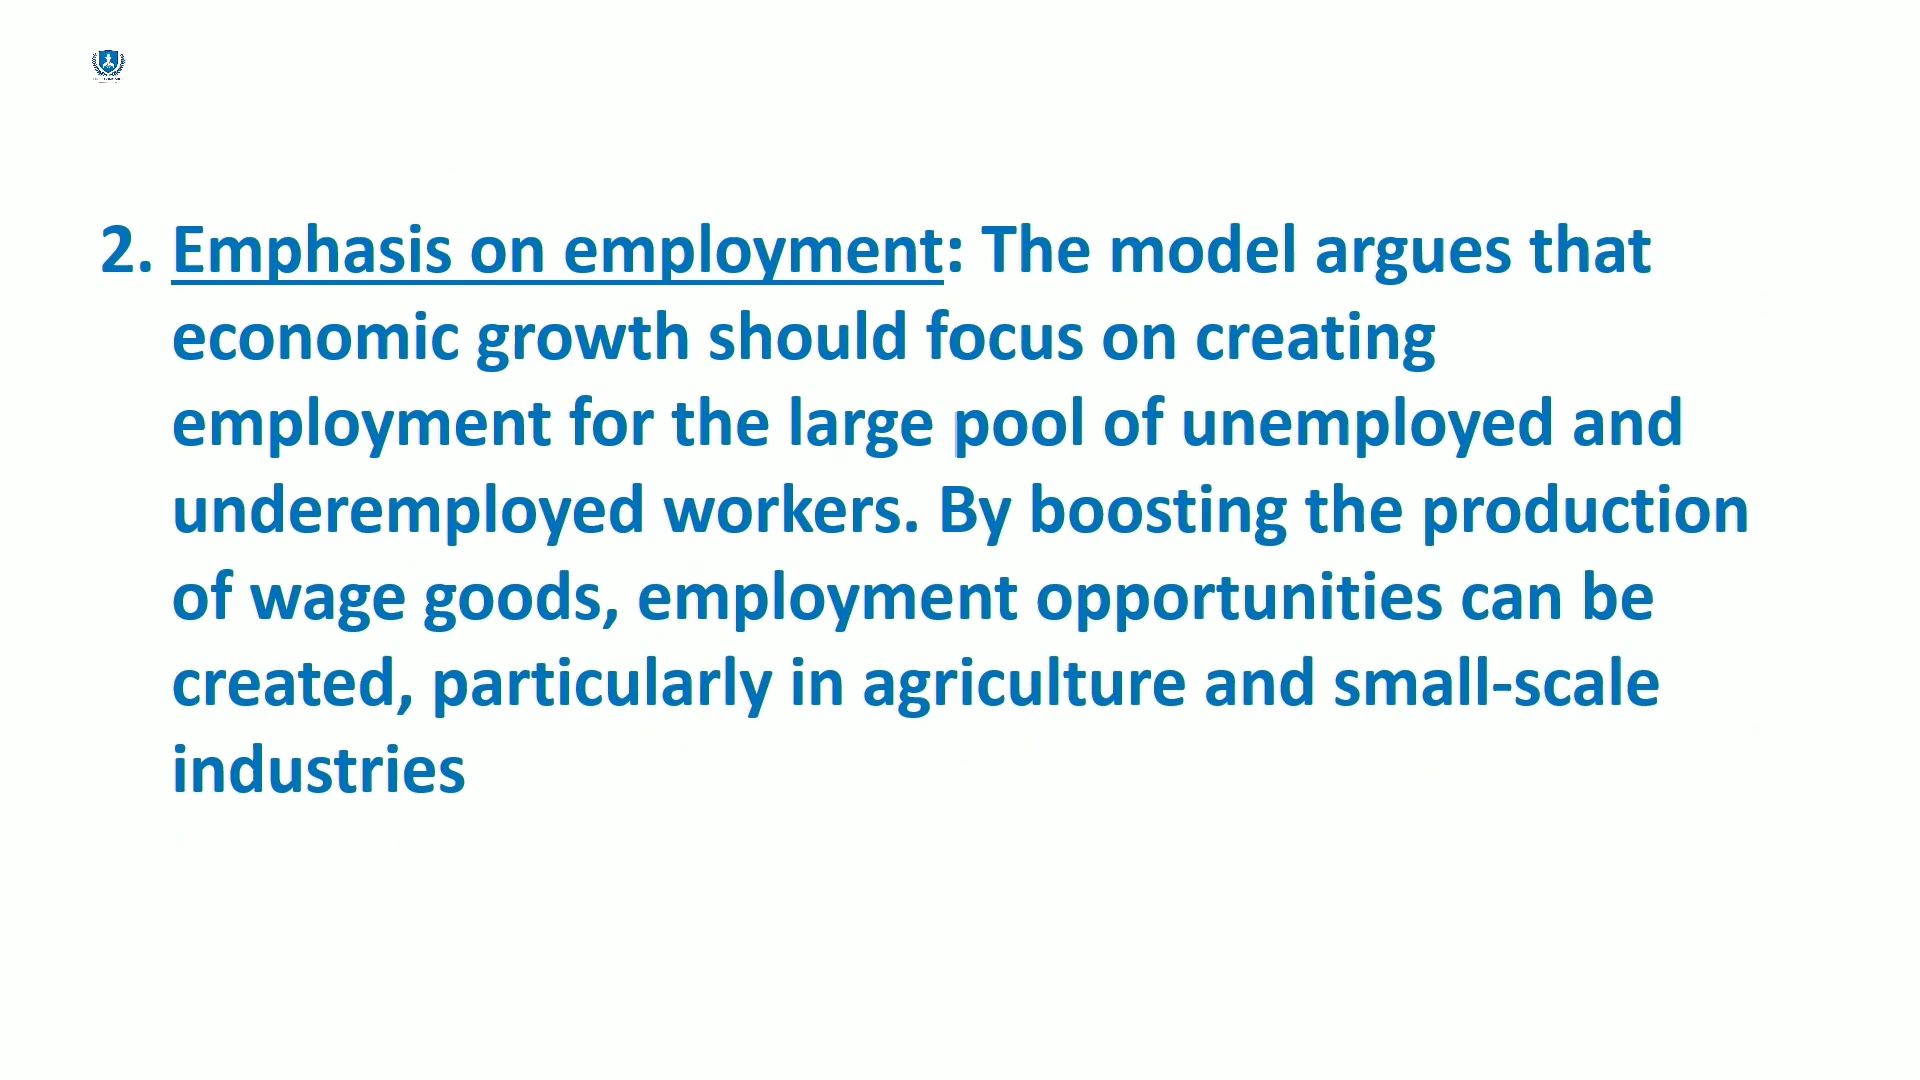 2. Emphasis on employment: The model argues that
economic growth should focus on creating
employment for the large pool of unemployed and
underemployed workers. By boosting the production
of wage goods, employment opportunities can be
created, particularly in agriculture and small-scale
industries